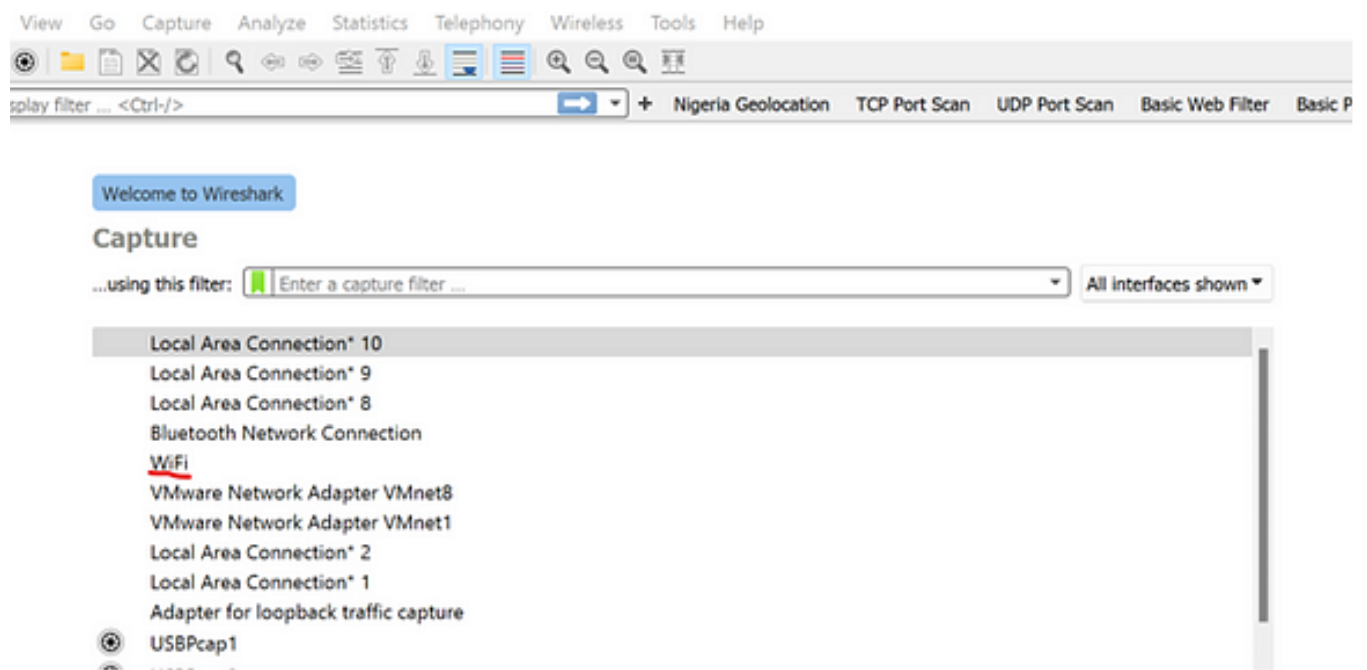 View Go Capture Analyze Statistics Telephony Wireless Tools Help
splay filter ... <Ctrl-/> + Nigeria Geolocation TCP Port Scan UDP Port Scan Basic Web Filter Basic P
Welcome to Wireshark
Capture
...using this filter: Enter a capture filter ... All interfaces shown
Local Area Connection* 10
Local Area Connection* 9
Local Area Connection* 8
Bluetooth Network Connection
WiFi
VMware Network Adapter VMnet8
VMware Network Adapter VMnet1
Local Area Connection* 2
Local Area Connection* 1
Adapter for loopback traffic capture
USBPcap1